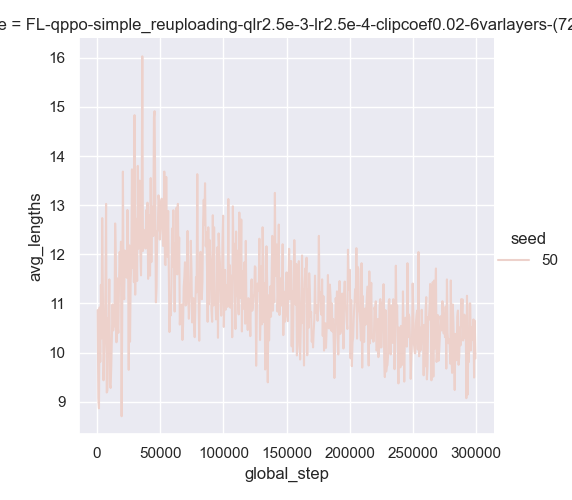 e = FL-qppo-simple_reuploading-qlr2.5e-3-lr2.5e-4-clipcoef0.02-6varlayers-(72
16
15
14
13
12
11
10
9
avg_lengths
0 50000 100000 150000 200000 250000 300000
global_step
seed
50